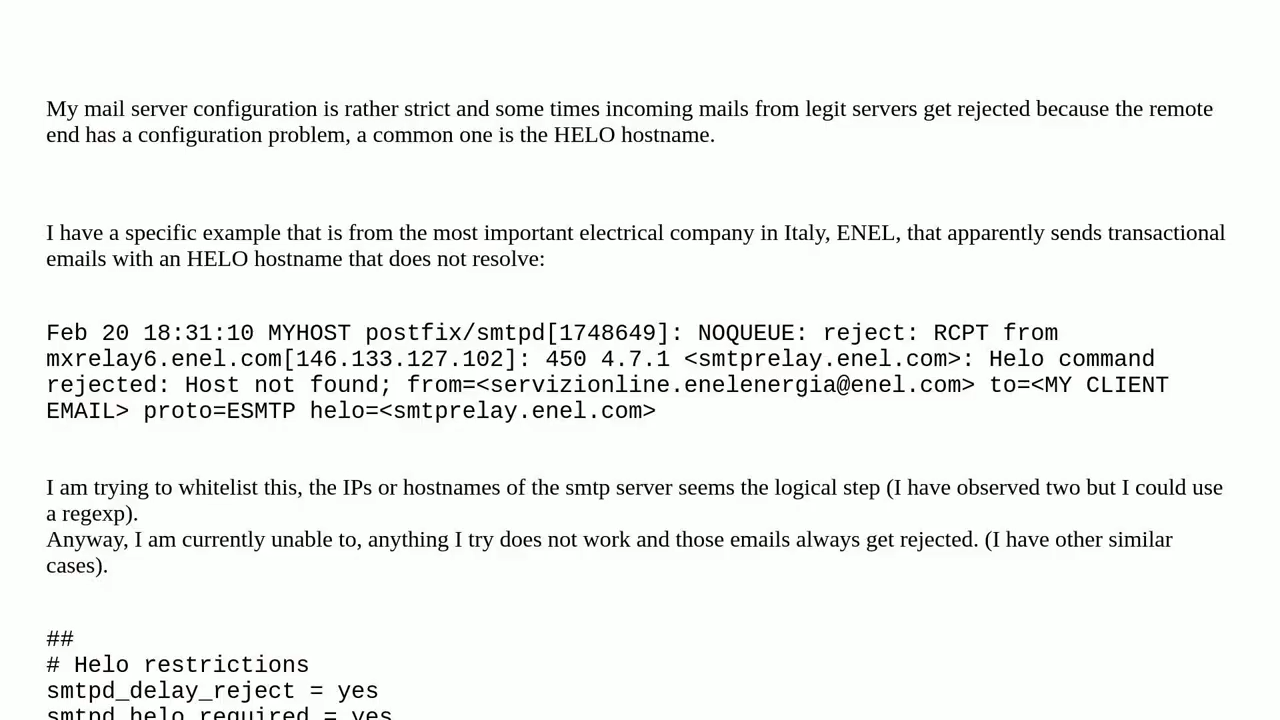 My mail server configuration is rather strict and some times incoming mails from legit servers get rejected because the remote
end has a configuration problem, a common one is the HELO hostname.
I have a specific example that is from the most important electrical company in Italy, ENEL, that apparently sends transactional
emails with an HELO hostname that does not resolve:
Feb 20 18:31:10 MYHOST postfix/smtpd[1748649]: NOQUEUE: reject: RCPT from
mxrelay6.enel.com[146.133.127.102]: 450 4.7.1 <smtprelay.enel.com>: Helo command
rejected: Host not found; from=<servizionline.enelenergia@enel.com> to=<MY CLIENT
EMAIL> proto=ESMTP helo=<smtprelay.enel.com>
I am trying to whitelist this, the IPs or hostnames of the smtp server seems the logical step (I have observed two but I could use
a regexp).
Anyway, I am currently unable to, anything I try does not work and those emails always get rejected. (I have other similar
cases).
##
# Helo restrictions
smtpd_delay_reject = yes
smtpd_helo_required = yes